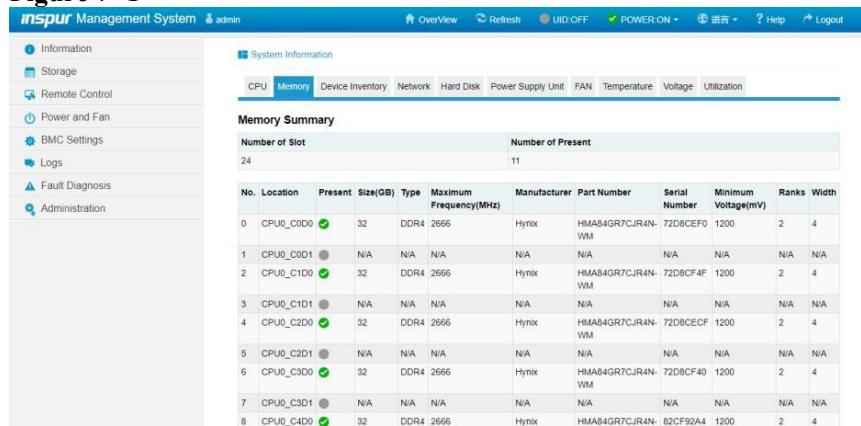 inspur Management System admin OverView Refresh UID:OFF POWER:ON 语言 ? Help Logout
Information
Storage
Remote Control
Power and Fan
BMC Settings
Logs
Fault Diagnosis
Administration
System Information
CPU Memory Device Inventory Network Hard Disk Power Supply Unit FAN Temperature Voltage Utilization
Memory Summary
Number of Slot Number of Present
24 11
No. Location Present Size(GB) Type Maximum Frequency(MHz) Manufacturer Part Number Serial Number Minimum Voltage(mV) Ranks Width
0 CPU0_C0D0 32 DDR4 2666 Hynix HMA84GR7CJR4N-WM 72D8CEF0 1200 2 4
1 CPU0_C0D1 N/A N/A N/A N/A N/A N/A N/A N/A N/A
2 CPU0_C1D0 32 DDR4 2666 Hynix HMA84GR7CJR4N-WM 72D8CF4F 1200 2 4
3 CPU0_C1D1 N/A N/A N/A N/A N/A N/A N/A N/A N/A
4 CPU0_C2D0 32 DDR4 2666 Hynix HMA84GR7CJR4N-WM 72D8CECF 1200 2 4
5 CPU0_C2D1 N/A N/A N/A N/A N/A N/A N/A N/A N/A
6 CPU0_C3D0 32 DDR4 2666 Hynix HMA84GR7CJR4N-WM 72D8CF40 1200 2 4
7 CPU0_C3D1 N/A N/A N/A N/A N/A N/A N/A N/A N/A
8 CPU0_C4D0 32 DDR4 2666 Hynix HMA84GR7CJR4N- 82CF92A4 1200 2 4